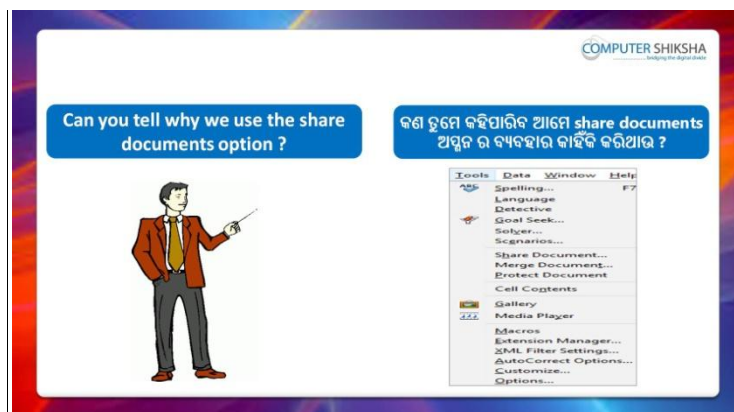 COMPUTER SHIKSHA
bridging the digital divide
Can you tell why we use the share
documents option ?
କଣ ତୁମେ କହିପାରିବ ଆମେ share documents
ଅପ୍ସନ ର ବ୍ୟବହାର କାହିଁକି କରିଥାଉ ?
Tools Data Window Help
Spelling... F7
Language
Detective
Goal Seek...
Solver...
Scenarios...
Share Document...
Merge Document...
Protect Document
Cell Contents
Gallery
Media Player
Macros
Extension Manager...
XML Filter Settings...
AutoCorrect Options...
Customize...
Options...